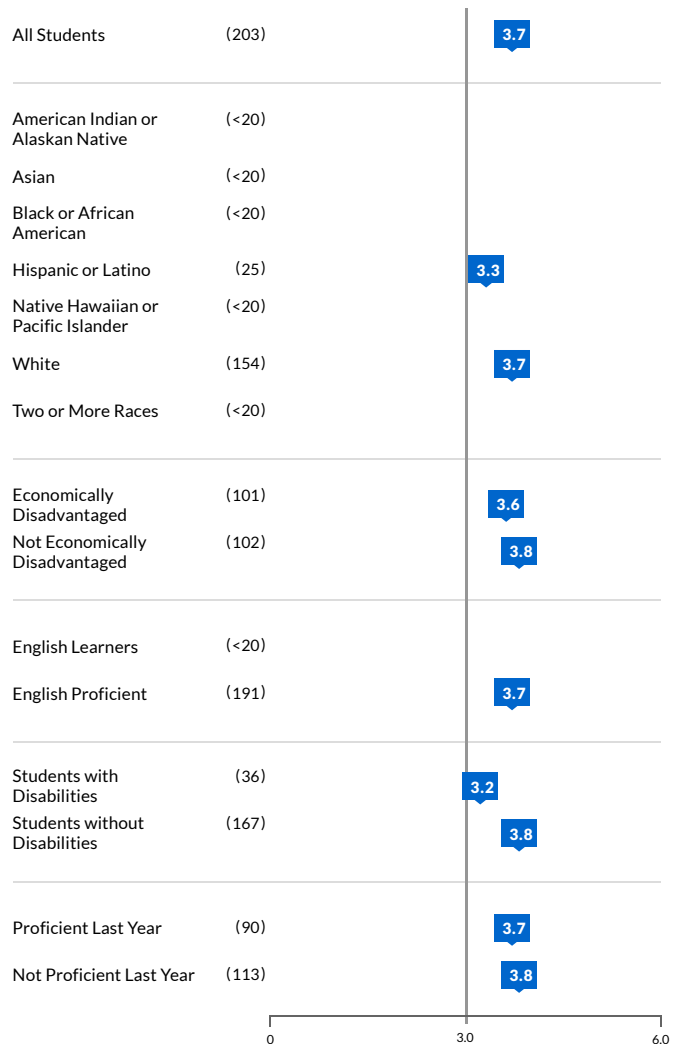 All Students (203) 3.7
American Indian or (<20)
Alaskan Native
Asian (<20)
Black or African (<20)
American
Hispanic or Latino (25) 3.3
Native Hawaiian or (<20)
Pacific Islander
White (154) 3.7
Two or More Races (<20)
Economically (101) 3.6
Disadvantaged
Not Economically (102) 3.8
Disadvantaged
English Learners (<20)
English Proficient (191) 3.7
Students with (36) 3.2
Disabilities
Students without (167) 3.8
Disabilities
Proficient Last Year (90) 3.7
Not Proficient Last Year (113) 3.8
0 3.0 6.0